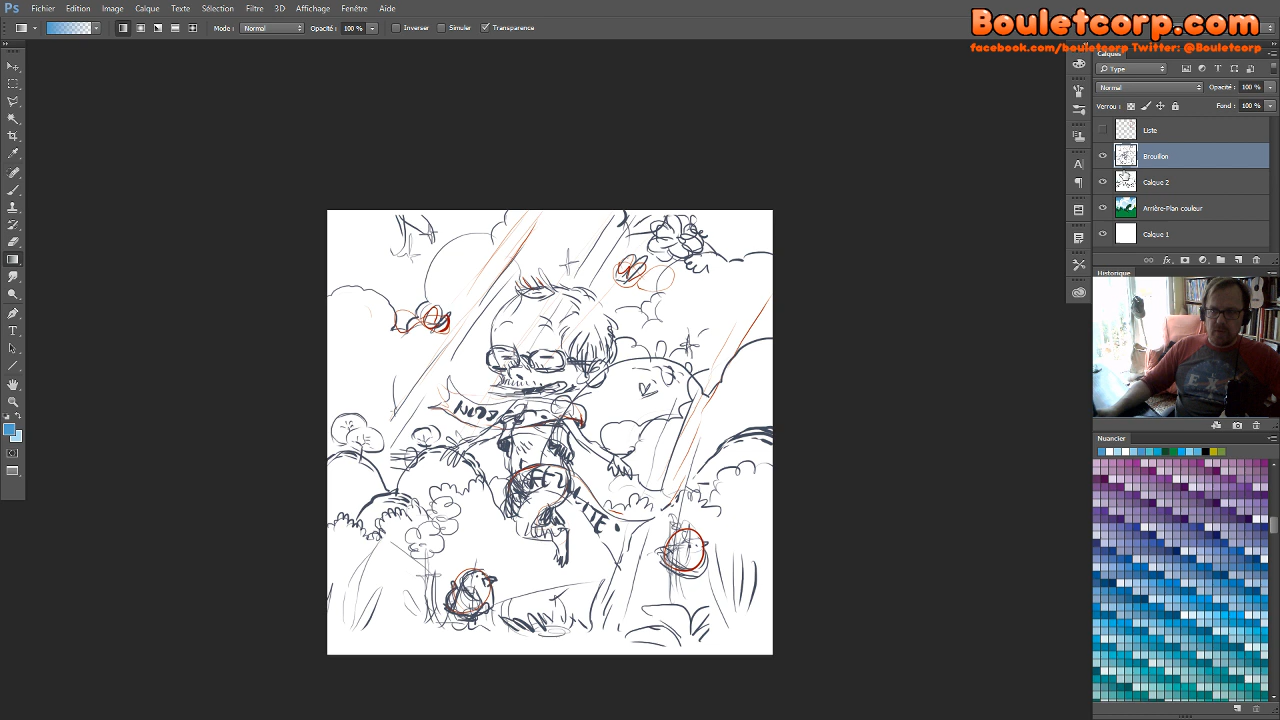 Ps Fichier Edition Image Calque Texte Sélection Filtre 3D Affichage Fenêtre Aide
Mode : Normal Opacité : 100 % Inverser Simuler Transparence
Bouletcorp.com
facebook.com/bouletcorp Twitter: @Bouletcorp
Calques
Type
Normal Opacité : 100 %
Verrou : Fond : 100 %
Liste
Brouillon
Calque 2
Arrière-Plan couleur
Calque 1
Historique
Nuancier